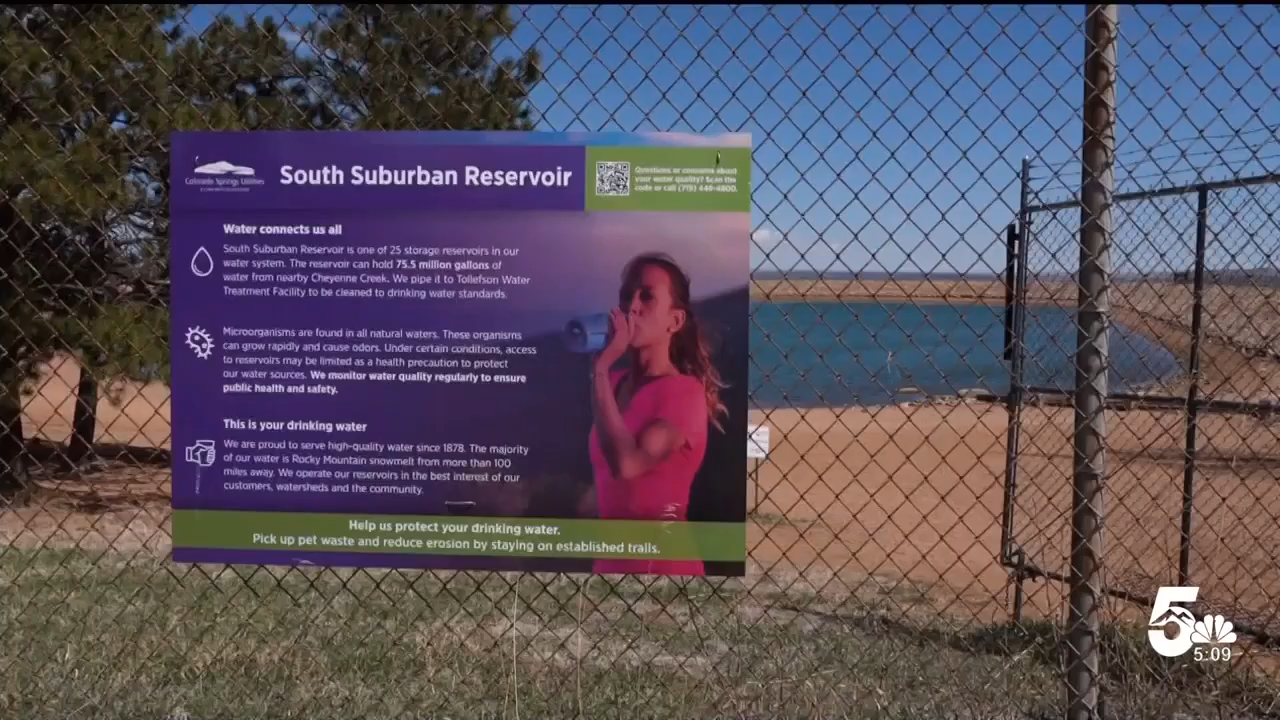 Colorado Springs Utilities
South Suburban Reservoir
Questions or concerns about
your water quality? Scan the
code or call (719) 448-4800.
Water connects us all
South Suburban Reservoir is one of 25 storage reservoirs in our
water system. The reservoir can hold 75.5 million gallons of
water from nearby Cheyenne Creek. We pipe it to Tollefson Water
Treatment Facility to be cleaned to drinking water standards.
Microorganisms are found in all natural waters. These organisms
can grow rapidly and cause odors. Under certain conditions, access
to reservoirs may be limited as a health precaution to protect
our water sources. We monitor water quality regularly to ensure
public health and safety.
This is your drinking water
We are proud to serve high-quality water since 1878. The majority
of our water is Rocky Mountain snowmelt from more than 100
miles away. We operate our reservoirs in the best interest of our
customers, watersheds and the community.
Help us protect your drinking water.
Pick up pet waste and reduce erosion by staying on established trails.
5
5:09